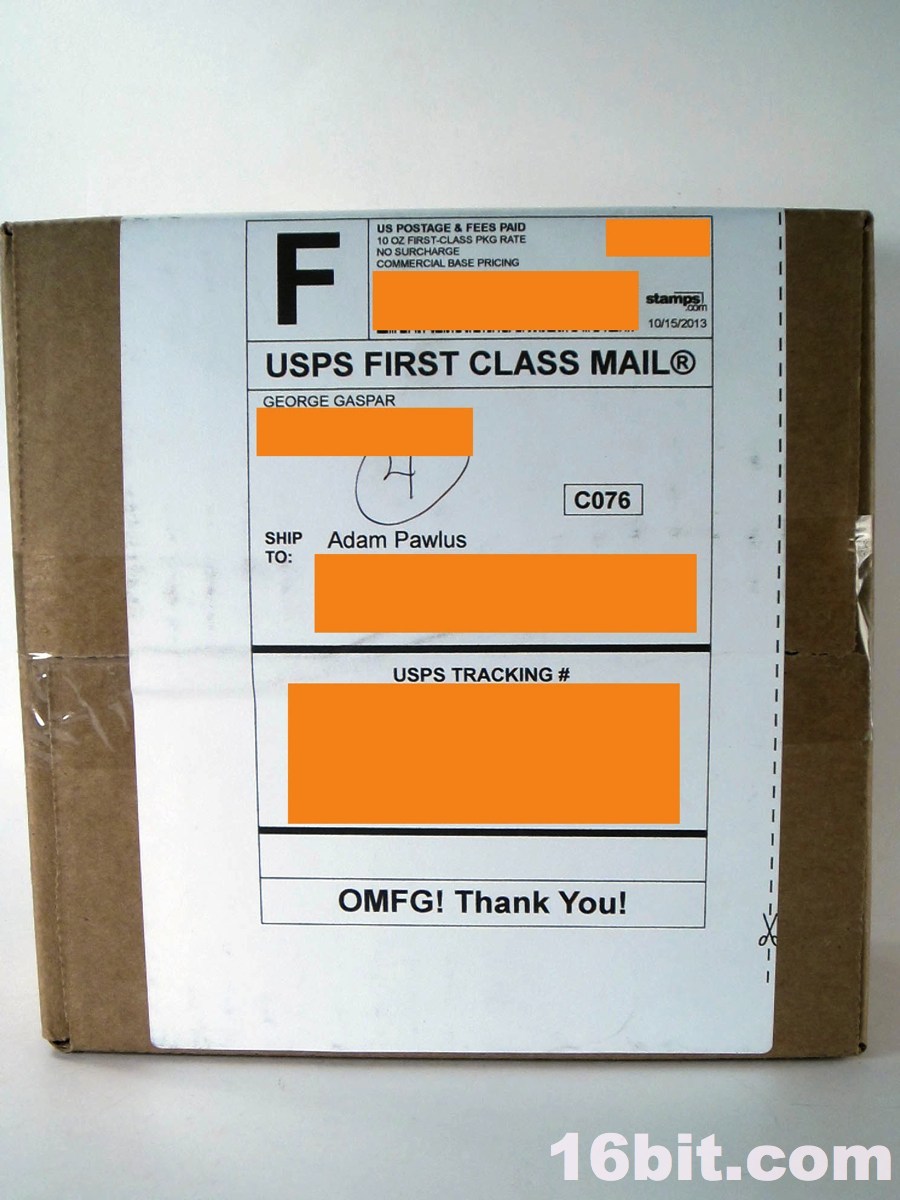 F
US POSTAGE & FEES PAID
10 OZ FIRST-CLASS PKG RATE
NO SURCHARGE
COMMERCIAL BASE PRICING
stamps
.com
10/15/2013
USPS FIRST CLASS MAIL®
GEORGE GASPAR
4
C076
SHIP TO: Adam Pawlus
USPS TRACKING #
OMFG! Thank You!
16bit.com